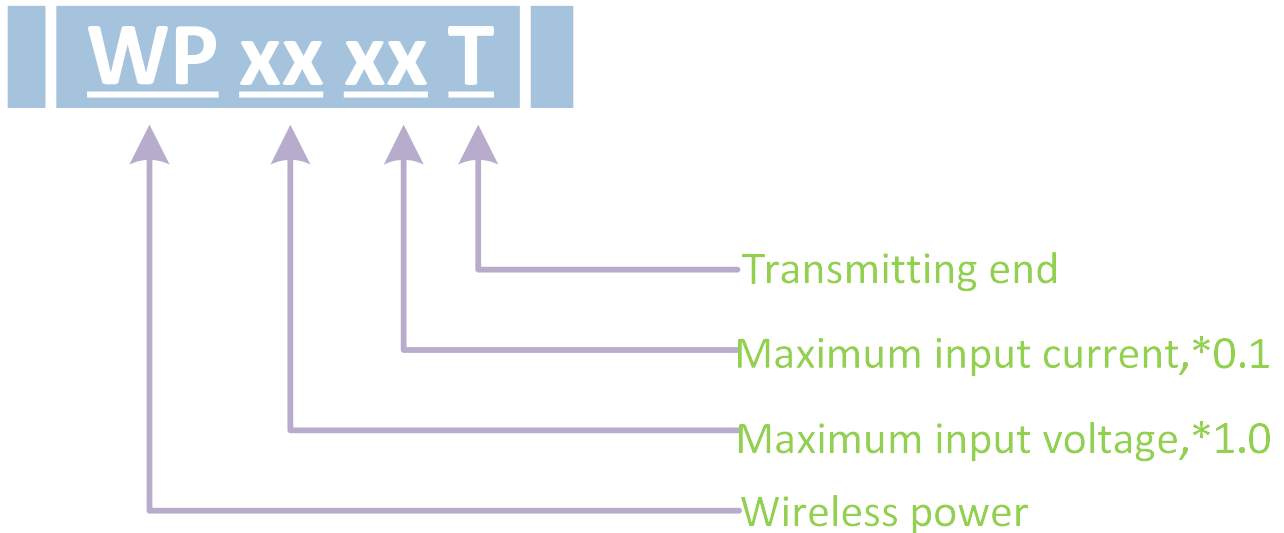 WP xx xx T
Transmitting end
Maximum input current,*0.1
Maximum input voltage,*1.0
Wireless power